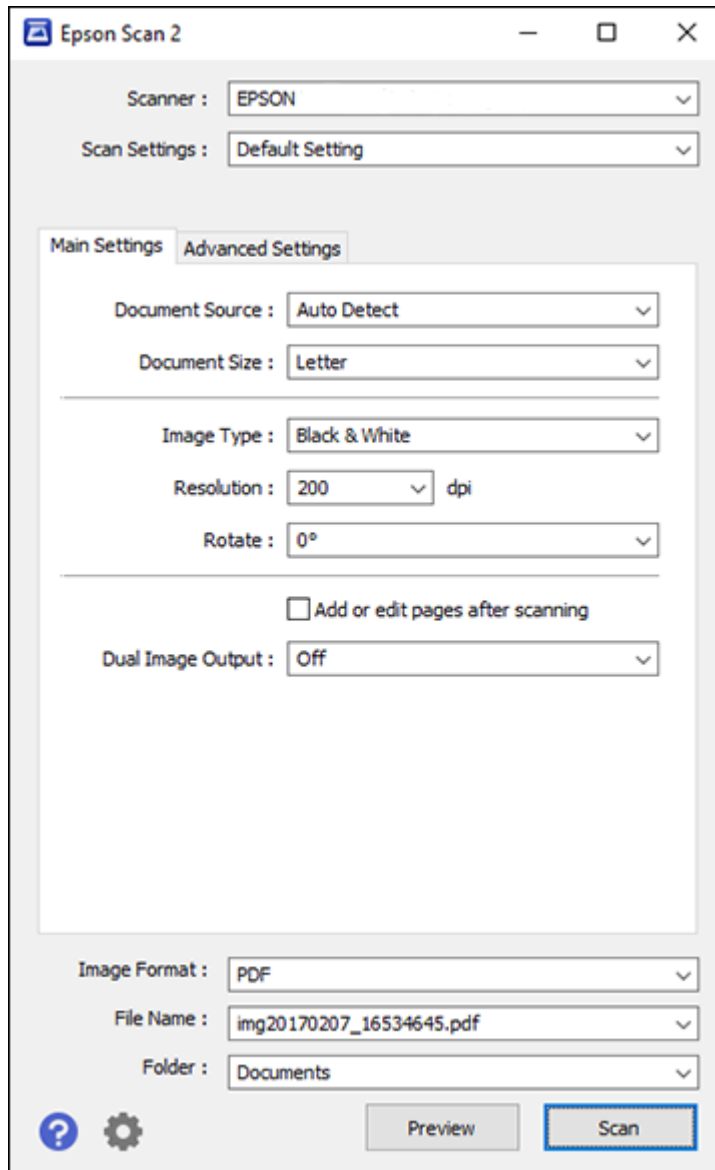 Epson Scan 2
Scanner : EPSON
Scan Settings : Default Setting
Main Settings Advanced Settings
Document Source : Auto Detect
Document Size : Letter
Image Type : Black & White
Resolution : 200 dpi
Rotate : 0°
Add or edit pages after scanning
Dual Image Output : Off
Image Format : PDF
File Name : img20170207_16534645.pdf
Folder : Documents
? Preview Scan